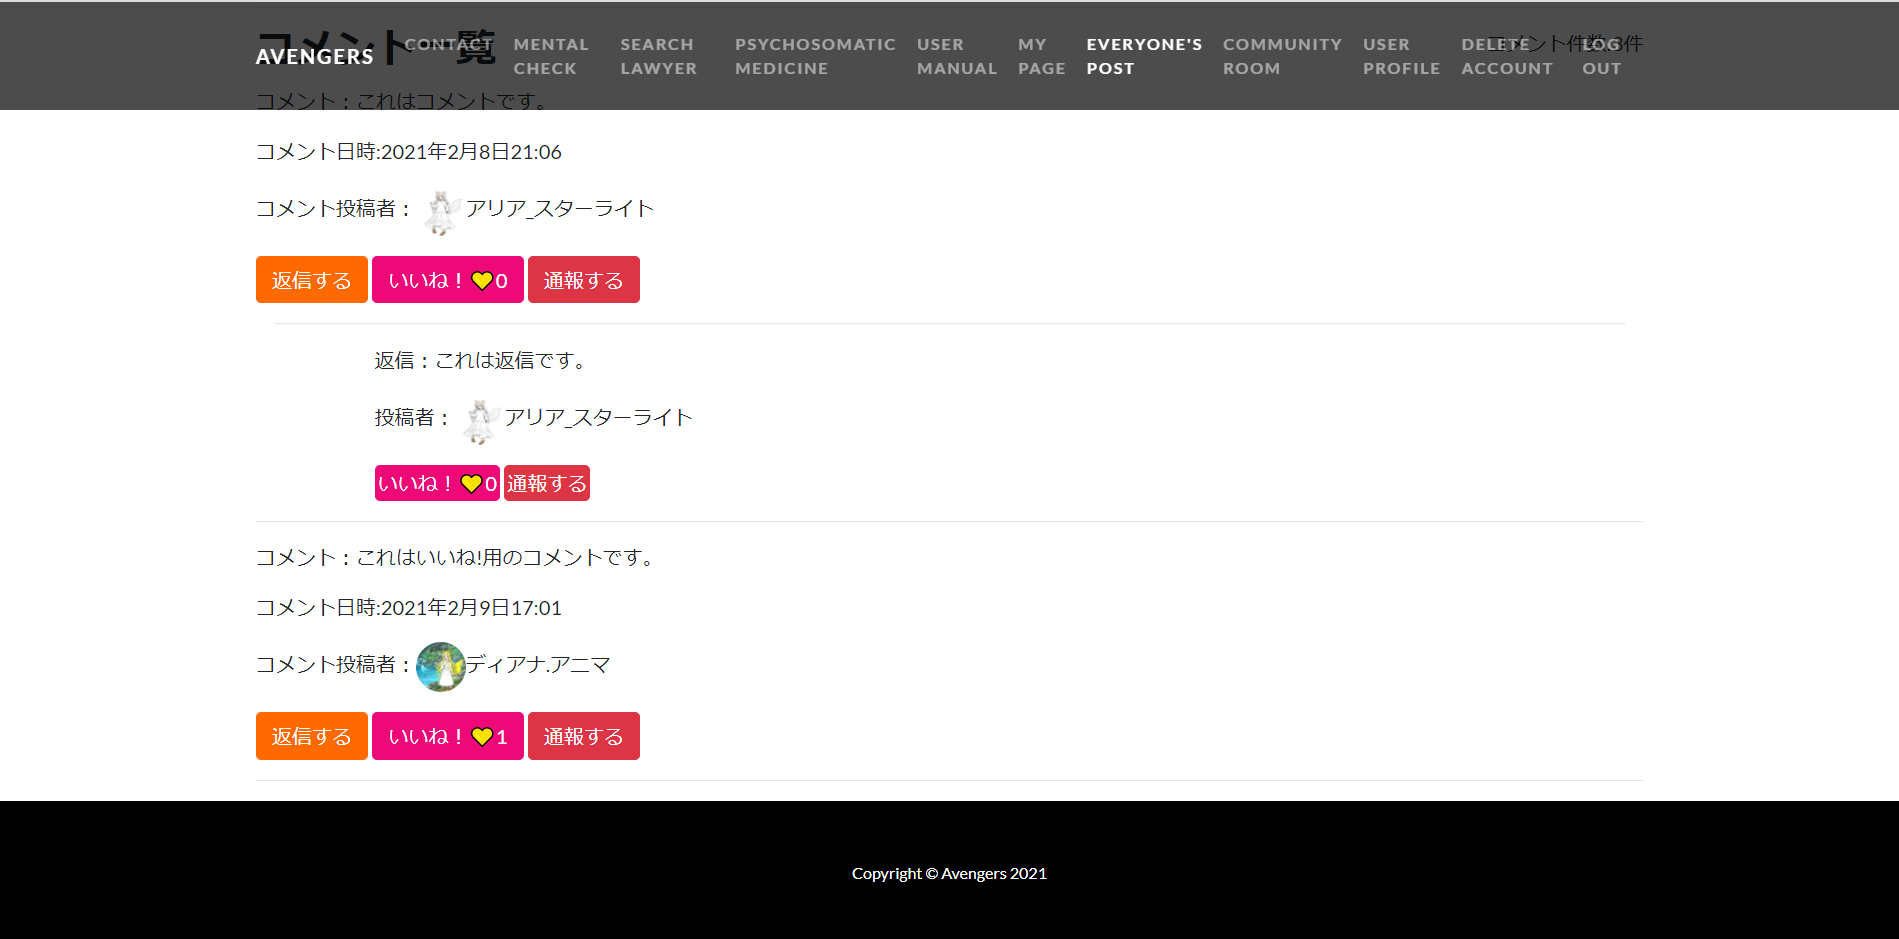 AVENGERS
CONTACT
MENTAL CHECK
SEARCH LAWYER
PSYCHOSOMATIC MEDICINE
USER MANUAL
MY PAGE
EVERYONE'S POST
COMMUNITY ROOM
USER PROFILE
DELETE ACCOUNT
LOG OUT
コメント一覧
コメント件数:3件
コメント：これはコメントです。
コメント日時:2021年2月8日21:06
コメント投稿者：アリア_スターライト
返信する いいね！0 通報する
返信：これは返信です。
投稿者：アリア_スターライト
いいね！0 通報する
コメント：これはいいね!用のコメントです。
コメント日時:2021年2月9日17:01
コメント投稿者：ディアナ.アニマ
返信する いいね！1 通報する
Copyright © Avengers 2021